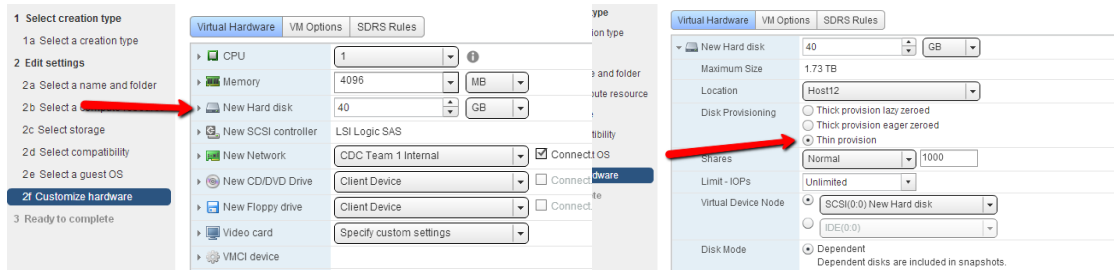 1 Select creation type
1a Select a creation type
2 Edit settings
2a Select a name and folder
2b Select a
2c Select storage
2d Select compatibility
2e Select a guest OS
2f Customize hardware
3 Ready to complete
Virtual Hardware VM Options SDRS Rules
CPU 1
Memory 4096 MB
New Hard disk 40 GB
New SCSI controller LSI Logic SAS
New Network CDC Team 1 Internal Connect
New CD/DVD Drive Client Device Connect
New Floppy drive Client Device Connect
Video card Specify custom settings
VMCI device
ype
ion type
and folder
ute resource
tibility
t OS
dware
te
Virtual Hardware VM Options SDRS Rules
New Hard disk 40 GB
Maximum Size 1.73 TB
Location Host12
Disk Provisioning Thick provision lazy zeroed
Thick provision eager zeroed
Thin provision
Shares Normal 1000
Limit - IOPs Unlimited
Virtual Device Node SCSI(0:0) New Hard disk
IDE(0:0)
Disk Mode Dependent
Dependent disks are included in snapshots.